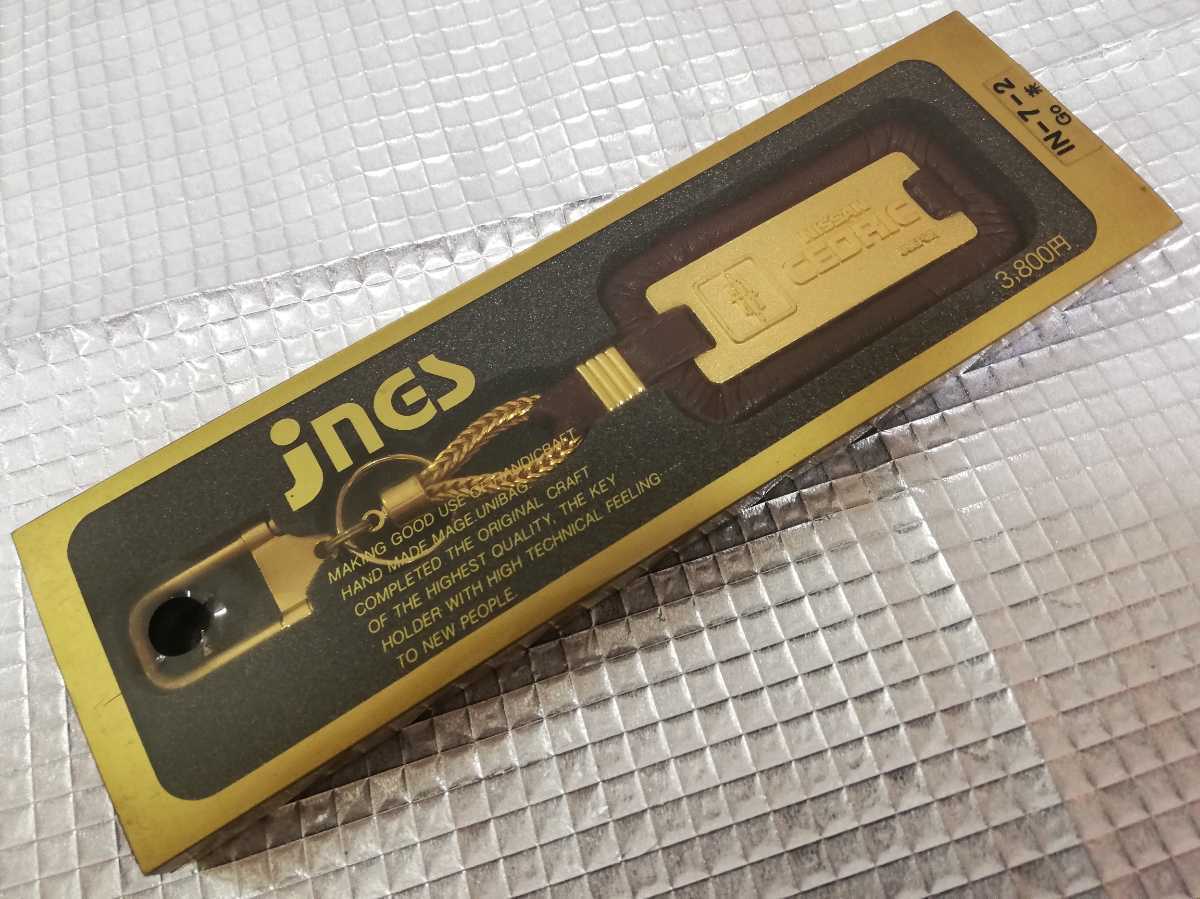 IN-7-2
Go 茶
NISSAN
CEDRIC
3,800円
jnes
MAKING GOOD USE OF HANDICRAFT
HAND MADE MAGE UNIBAG
COMPLETED THE ORIGINAL CRAFT
OF THE HIGHEST QUALITY, THE KEY
HOLDER WITH HIGH TECHNICAL FEELING......
TO NEW PEOPLE.